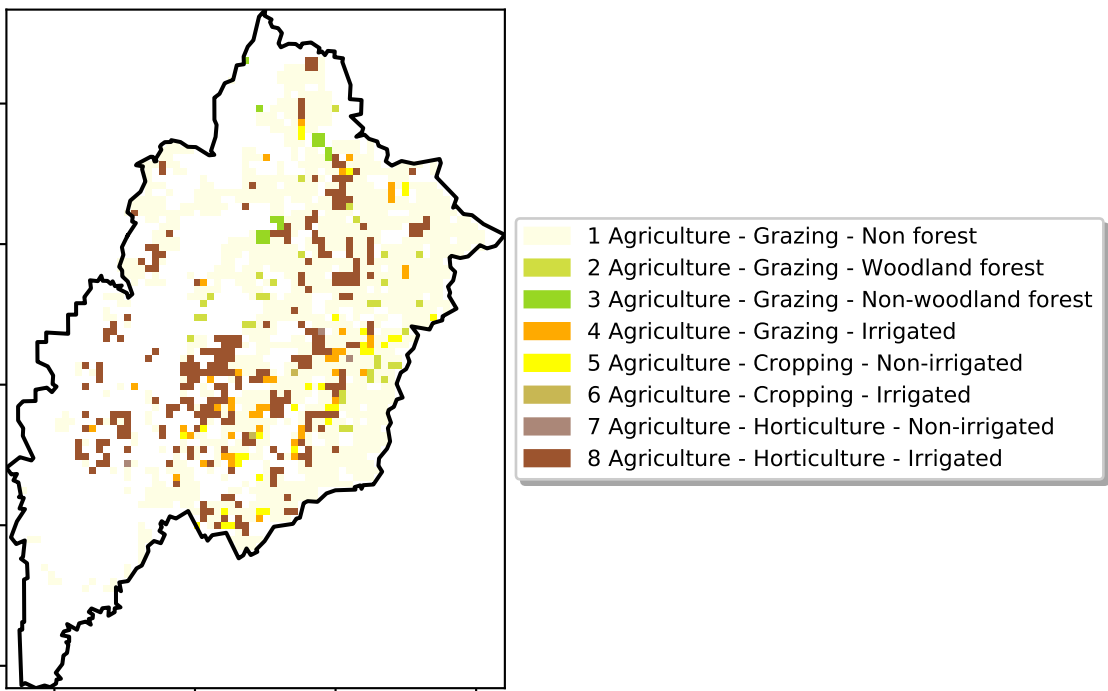 1 Agriculture - Grazing - Non forest
2 Agriculture - Grazing - Woodland forest
3 Agriculture - Grazing - Non-woodland forest
4 Agriculture - Grazing - Irrigated
5 Agriculture - Cropping - Non-irrigated
6 Agriculture - Cropping - Irrigated
7 Agriculture - Horticulture - Non-irrigated
8 Agriculture - Horticulture - Irrigated